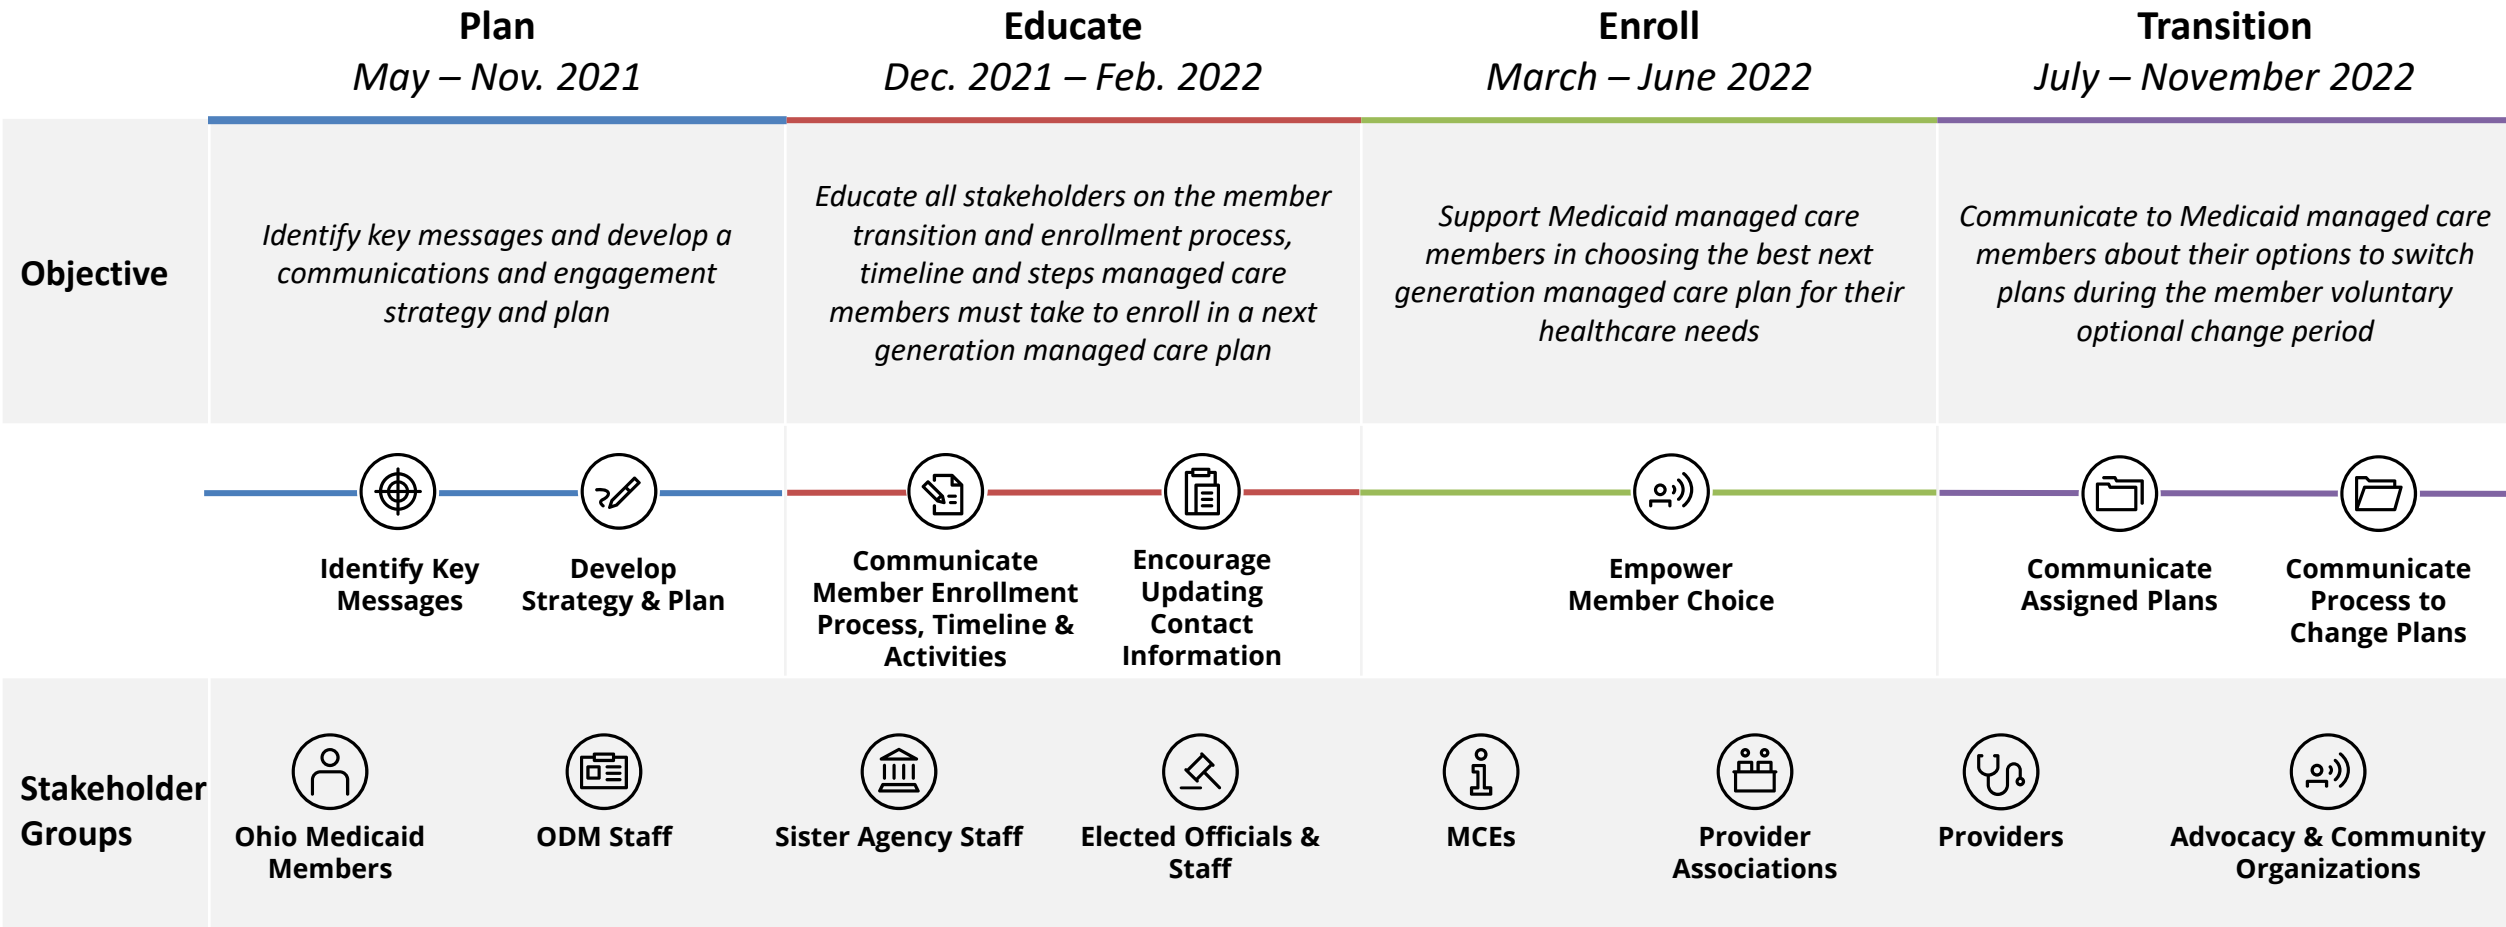 Plan
May – Nov. 2021
Educate
Dec. 2021 – Feb. 2022
Enroll
March – June 2022
Transition
July – November 2022
Objective
Identify key messages and develop a
communications and engagement
strategy and plan
Educate all stakeholders on the member
transition and enrollment process,
timeline and steps managed care
members must take to enroll in a next
generation managed care plan
Support Medicaid managed care
members in choosing the best next
generation managed care plan for their
healthcare needs
Communicate to Medicaid managed care
members about their options to switch
plans during the member voluntary
optional change period
Identify Key
Messages
Develop
Strategy & Plan
Communicate
Member Enrollment
Process, Timeline &
Activities
Encourage
Updating
Contact
Information
Empower
Member Choice
Communicate
Assigned Plans
Communicate
Process to
Change Plans
Stakeholder
Groups
Ohio Medicaid
Members
ODM Staff
Sister Agency Staff
Elected Officials &
Staff
MCEs
Provider
Associations
Providers
Advocacy & Community
Organizations